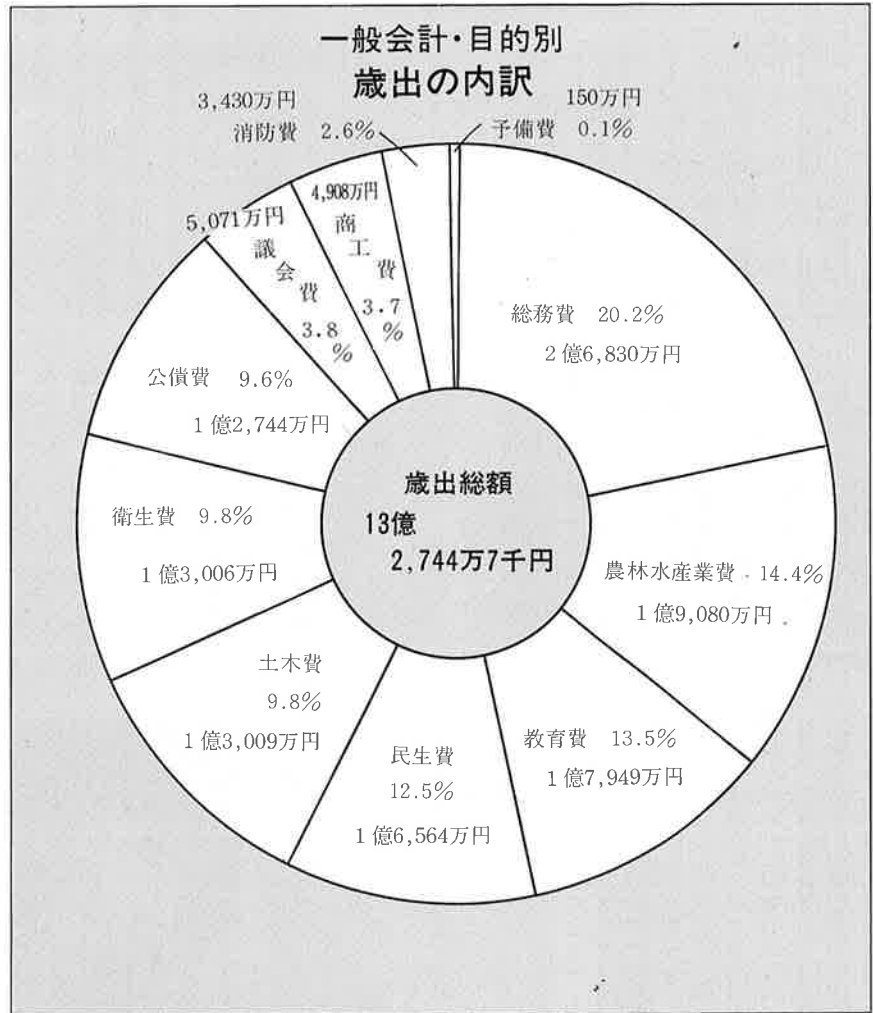 一般会計・目的別
歳出の内訳
3,430万円
消防費 2.6%
150万円
予備費 0.1%
4,908万円
商工費
3.7%
5,071万円
議会費
3.8%
総務費 20.2%
2億6,830万円
公債費 9.6%
1億2,744万円
歳出総額
13億
2,744万7千円
衛生費 9.8%
1億3,006万円
農林水産業費 14.4%
1億9,080万円
土木費
9.8%
1億3,009万円
教育費 13.5%
1億7,949万円
民生費
12.5%
1億6,564万円